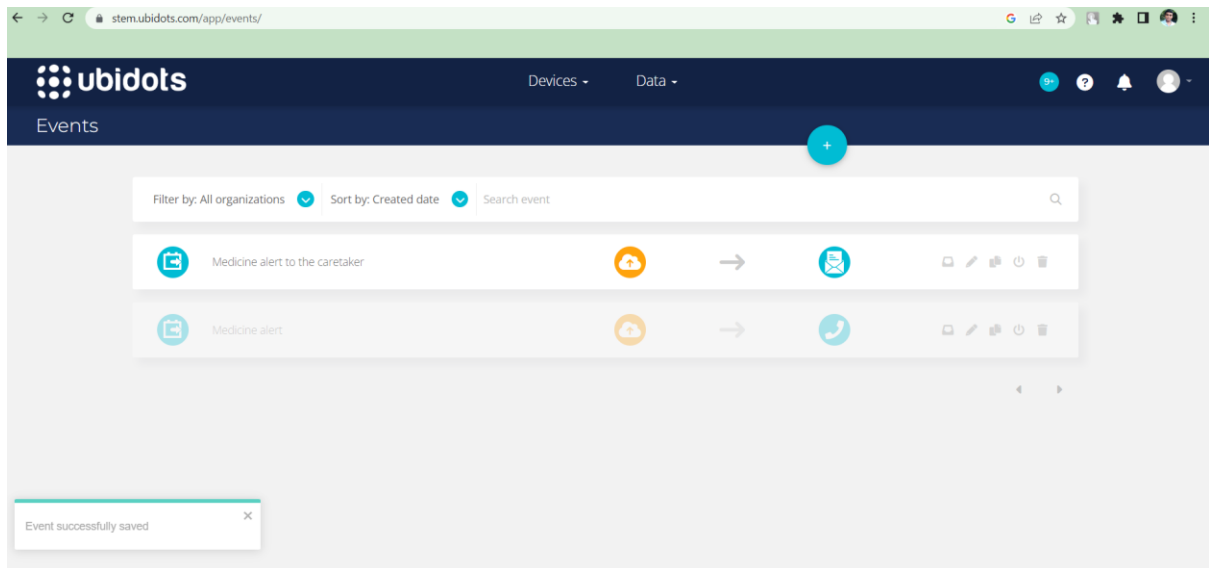 stem.ubidots.com/app/events/
ubidots
Devices
Data
9+
?
Events
+
Filter by: All organizations
Sort by: Created date
Search event
Medicine alert to the caretaker
Medicine alert
Event successfully saved